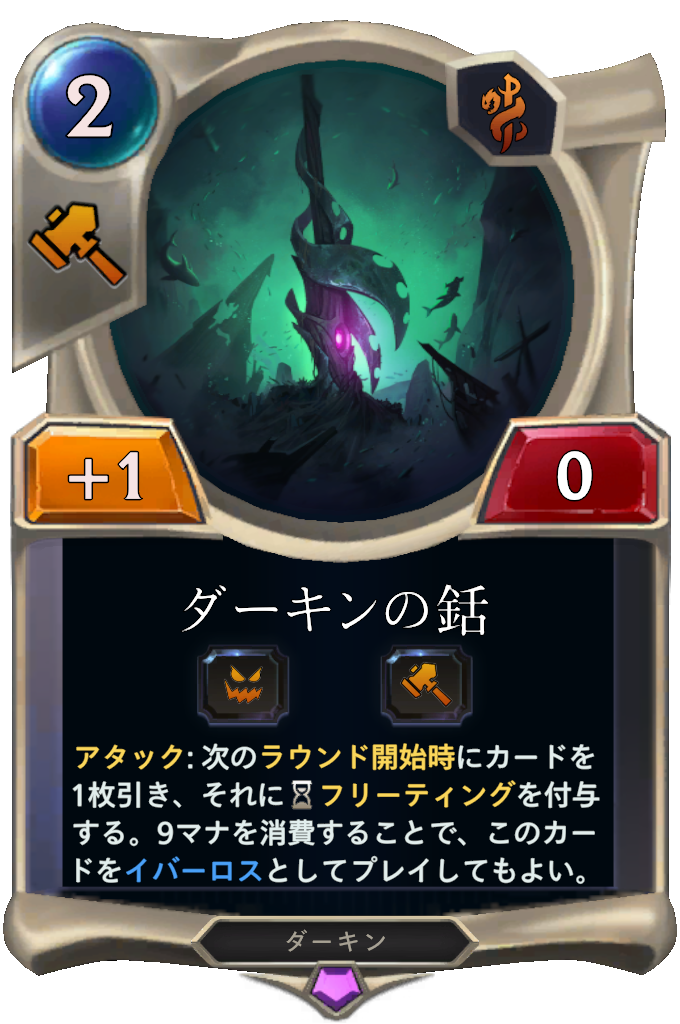 2
+1
0
ダーキンの銛
アタック: 次のラウンド開始時にカードを
1枚引き、それにフリーティングを付与
する。9マナを消費することで、このカー
ドをイバーロスとしてプレイしてもよい。
ダーキン